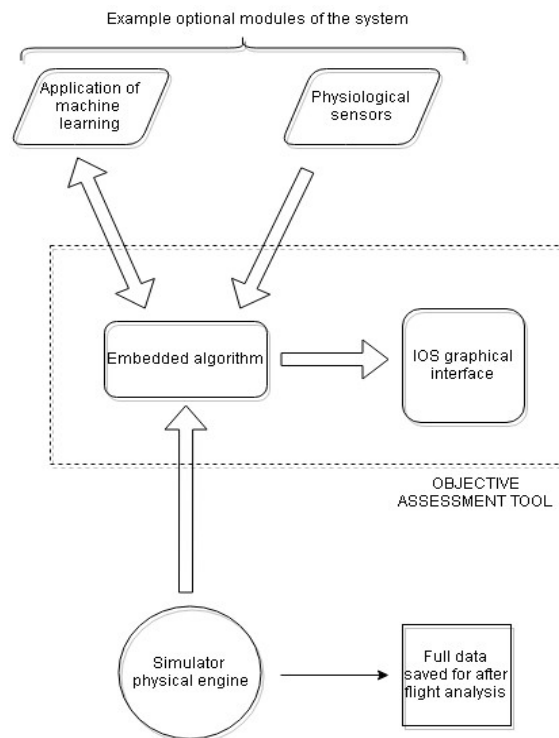 Example optional modules of the system
Application of
machine
learning
Physiological
sensors
Embedded algorithm
IOS graphical
interface
OBJECTIVE
ASSESSMENT TOOL
Simulator
physical engine
Full data
saved for after
flight analysis